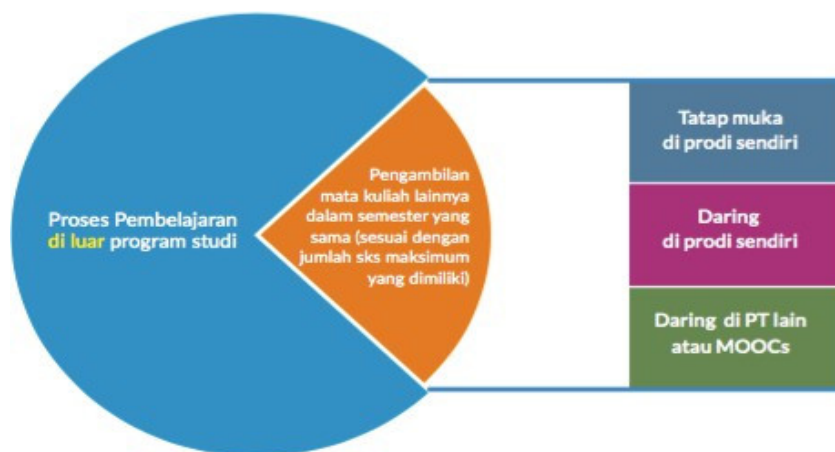 Proses Pembelajaran
di luar program studi
Pengambilan
mata kuliah lainnya
dalam semester yang
sama (sesuai dengan
jumlah sks maksimum
yang dimiliki)
Tatap muka
di prodi sendiri
Daring
di prodi sendiri
Daring di PT lain
atau MOOCs